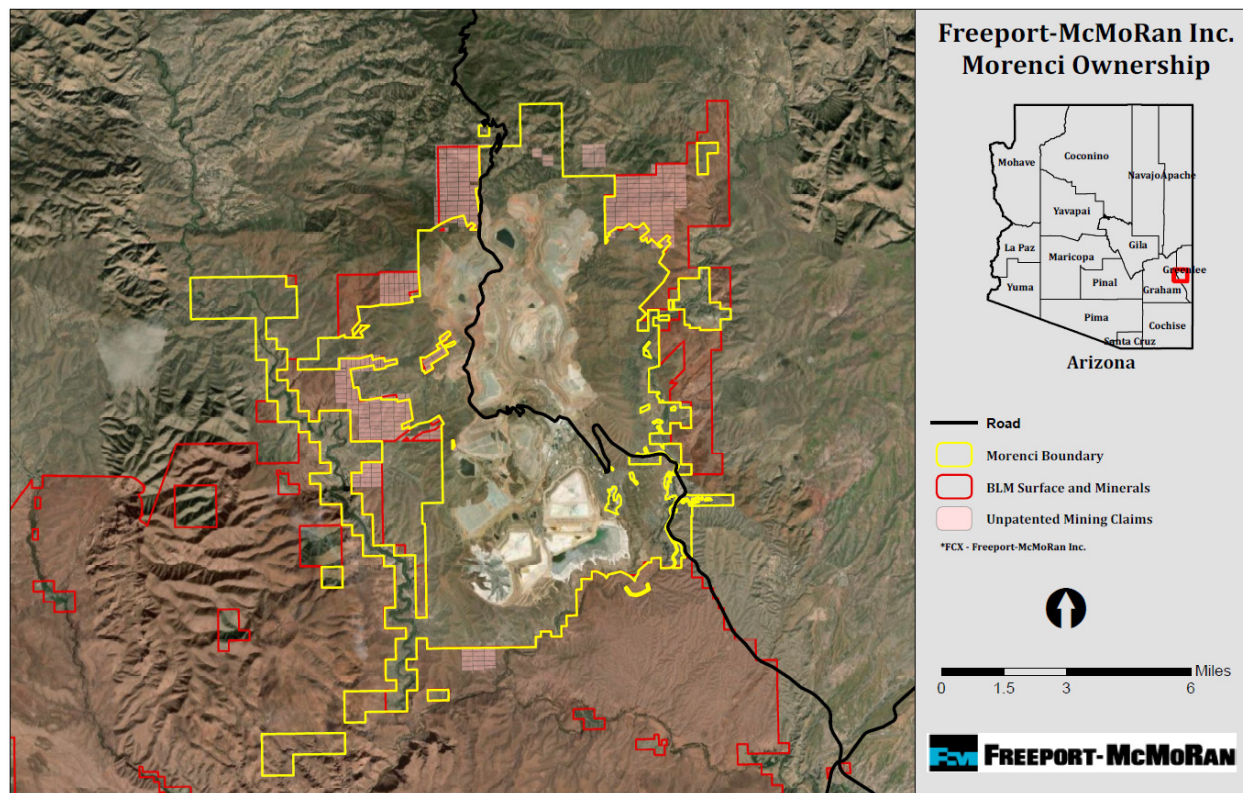 Freeport-McMoRan Inc.
Morenci Ownership
Mohave
Coconino
Navajo
Apache
Yavapai
La Paz
Gila
Maricopa
Greenlee
Yuma
Pinal
Graham
Pima
Cochise
Santa Cruz
Arizona
Road
Morenci Boundary
BLM Surface and Minerals
Unpatented Mining Claims
*FCX - Freeport-McMoRan Inc.
Miles
0 1.5 3 6
FCX FREEPORT-MCMORAN